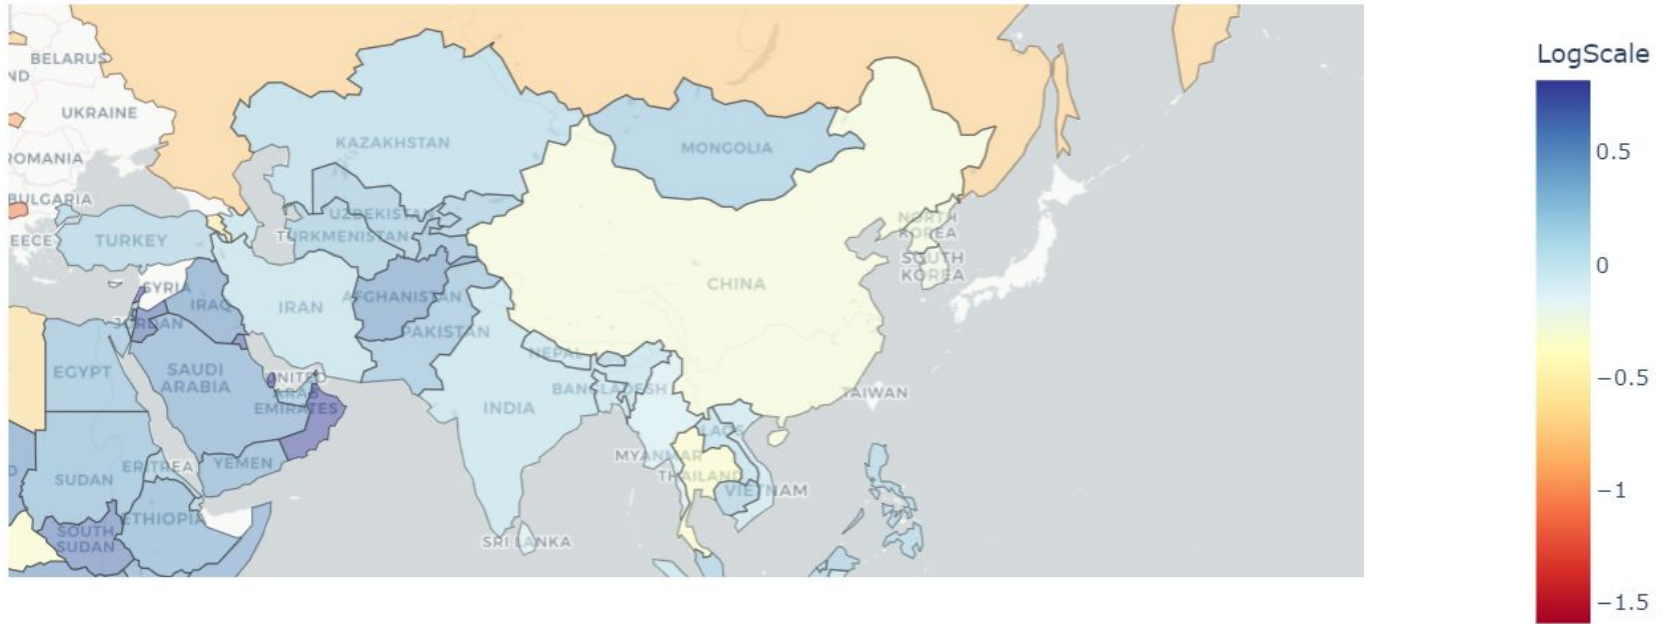 BELARUS
ND
UKRAINE
ROMANIA
BULGARIA
EECE
TURKEY
KAZAKHSTAN
MONGOLIA
UZBEKISTAN
TURKMENISTAN
NORTH
KOREA
SOUTH
KOREA
CHINA
SYRIA
IRAQ
IRAN
AFGHANISTAN
JORDAN
PAKISTAN
EGYPT
SAUDI
ARABIA
UNITED
ARAB
EMIRATES
NEPAL
BANGLADESH
INDIA
TAIWAN
LAOS
MYANMAR
THAILAND
VIETNAM
ERITREA
YEMEN
SUDAN
ETHIOPIA
SOUTH
SUDAN
SRI LANKA
LogScale
0.5
0
−0.5
−1
−1.5